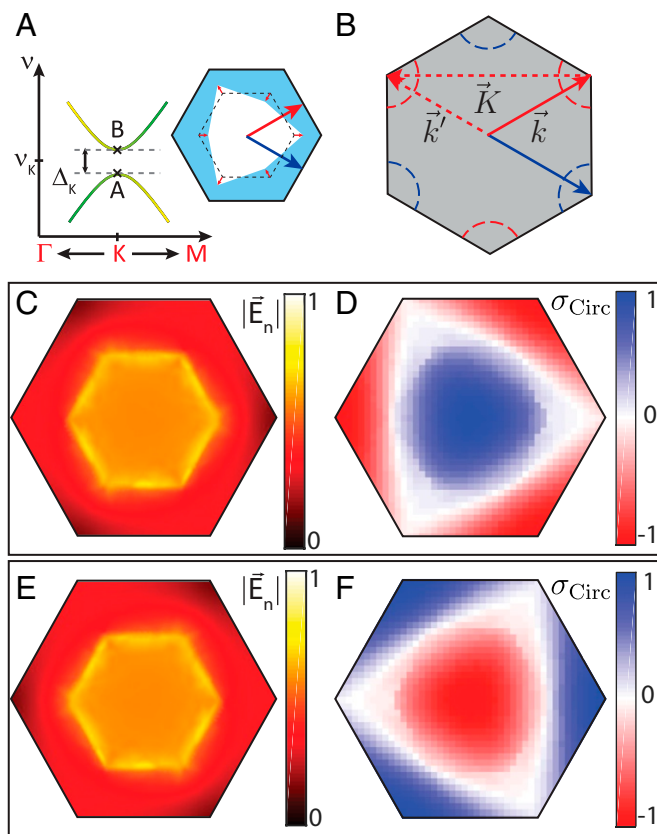 A
ν
B
ν_K
Δ_K
A
Γ
K
M
B
K⃗
k⃗′
k⃗
C
|E⃗_n|
1
0
D
σ_Circ
1
0
-1
E
|E⃗_n|
1
0
F
σ_Circ
1
0
-1